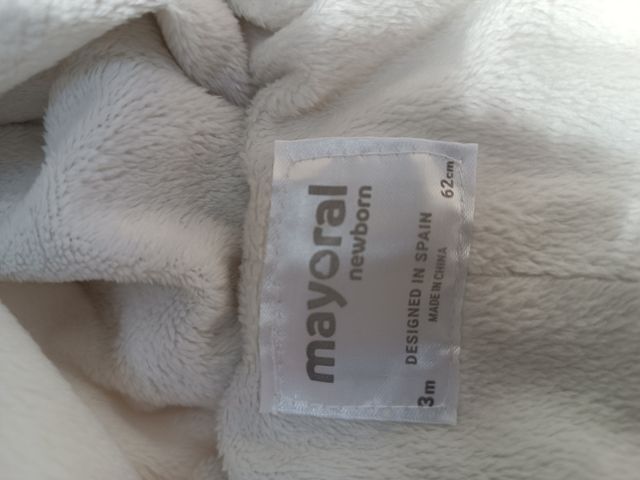 mayoral
newborn
DESIGNED IN SPAIN
MADE IN CHINA
3m 62cm